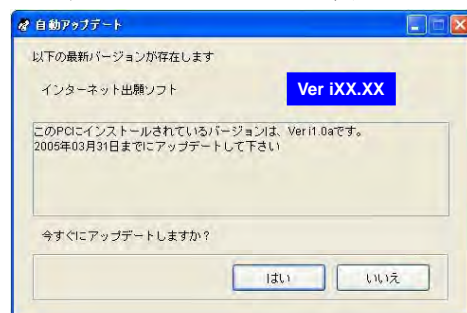 自動アップデート
以下の最新バージョンが存在します
インターネット出願ソフト Ver iXX.XX
このPCにインストールされているバージョンは、Ver i1.0aです。
2005年03月31日までにアップデートして下さい
今すぐにアップデートしますか？
はい いいえ